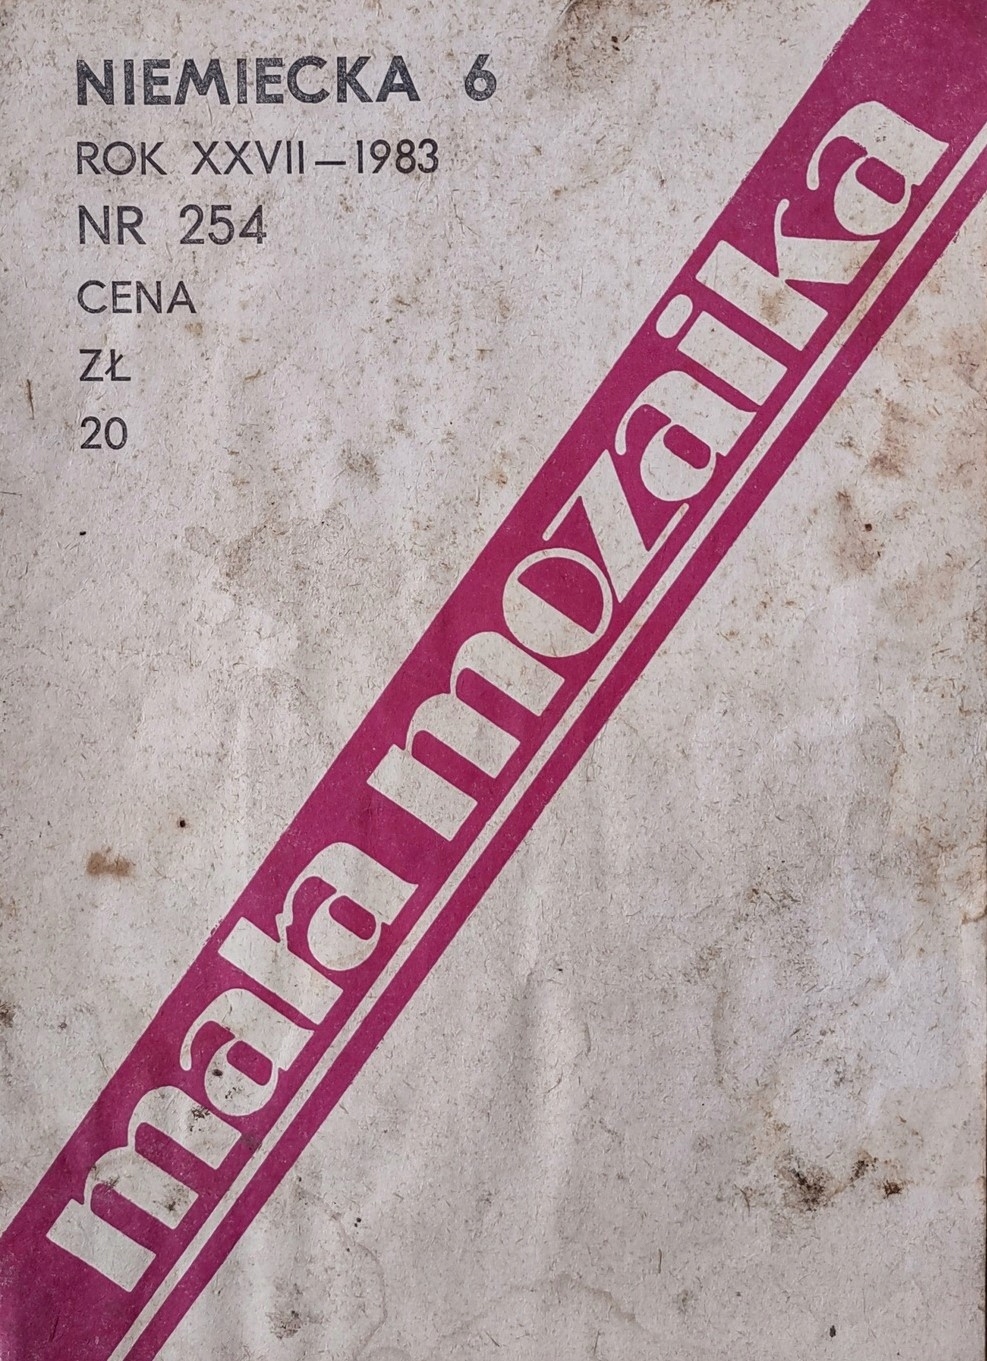 NIEMIECKA 6
ROK XXVII—1983
NR 254
CENA
ZŁ
20
mała mozaika